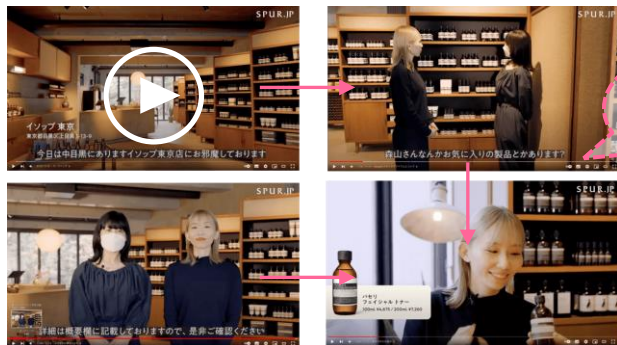 SPUR.JP
イソップ 東京
今日は中目黒にありますイソップ東京店にお邪魔しております
SPUR.JP
森山さんなんかお気に入りの製品とかあります?
SPUR.JP
詳細は概要欄に記載しておりますので、是非ご確認ください
SPUR.JP
パセリ
フェイシャル トナー